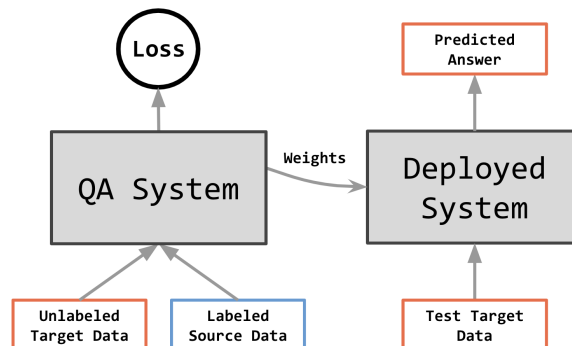 Loss
Predicted
Answer
QA System
Weights
Deployed
System
Unlabeled
Target Data
Labeled
Source Data
Test Target
Data